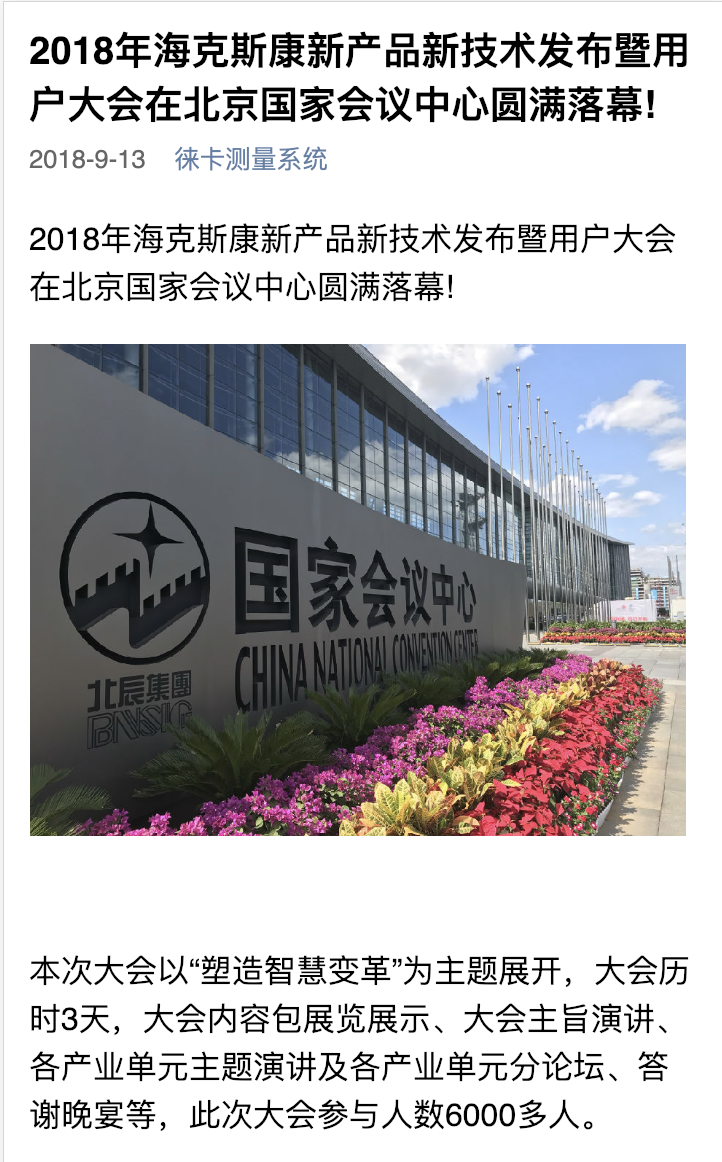 2018年海克斯康新产品新技术发布暨用
户大会在北京国家会议中心圆满落幕!
2018-9-13 徕卡测量系统
2018年海克斯康新产品新技术发布暨用户大会
在北京国家会议中心圆满落幕!
国家会议中心
CHINA NATIONAL CONVENTION CENTER
北辰集團
BNSIG
本次大会以“塑造智慧变革”为主题展开，大会历
时3天，大会内容包展览展示、大会主旨演讲、
各产业单元主题演讲及各产业单元分论坛、答
谢晚宴等，此次大会参与人数6000多人。